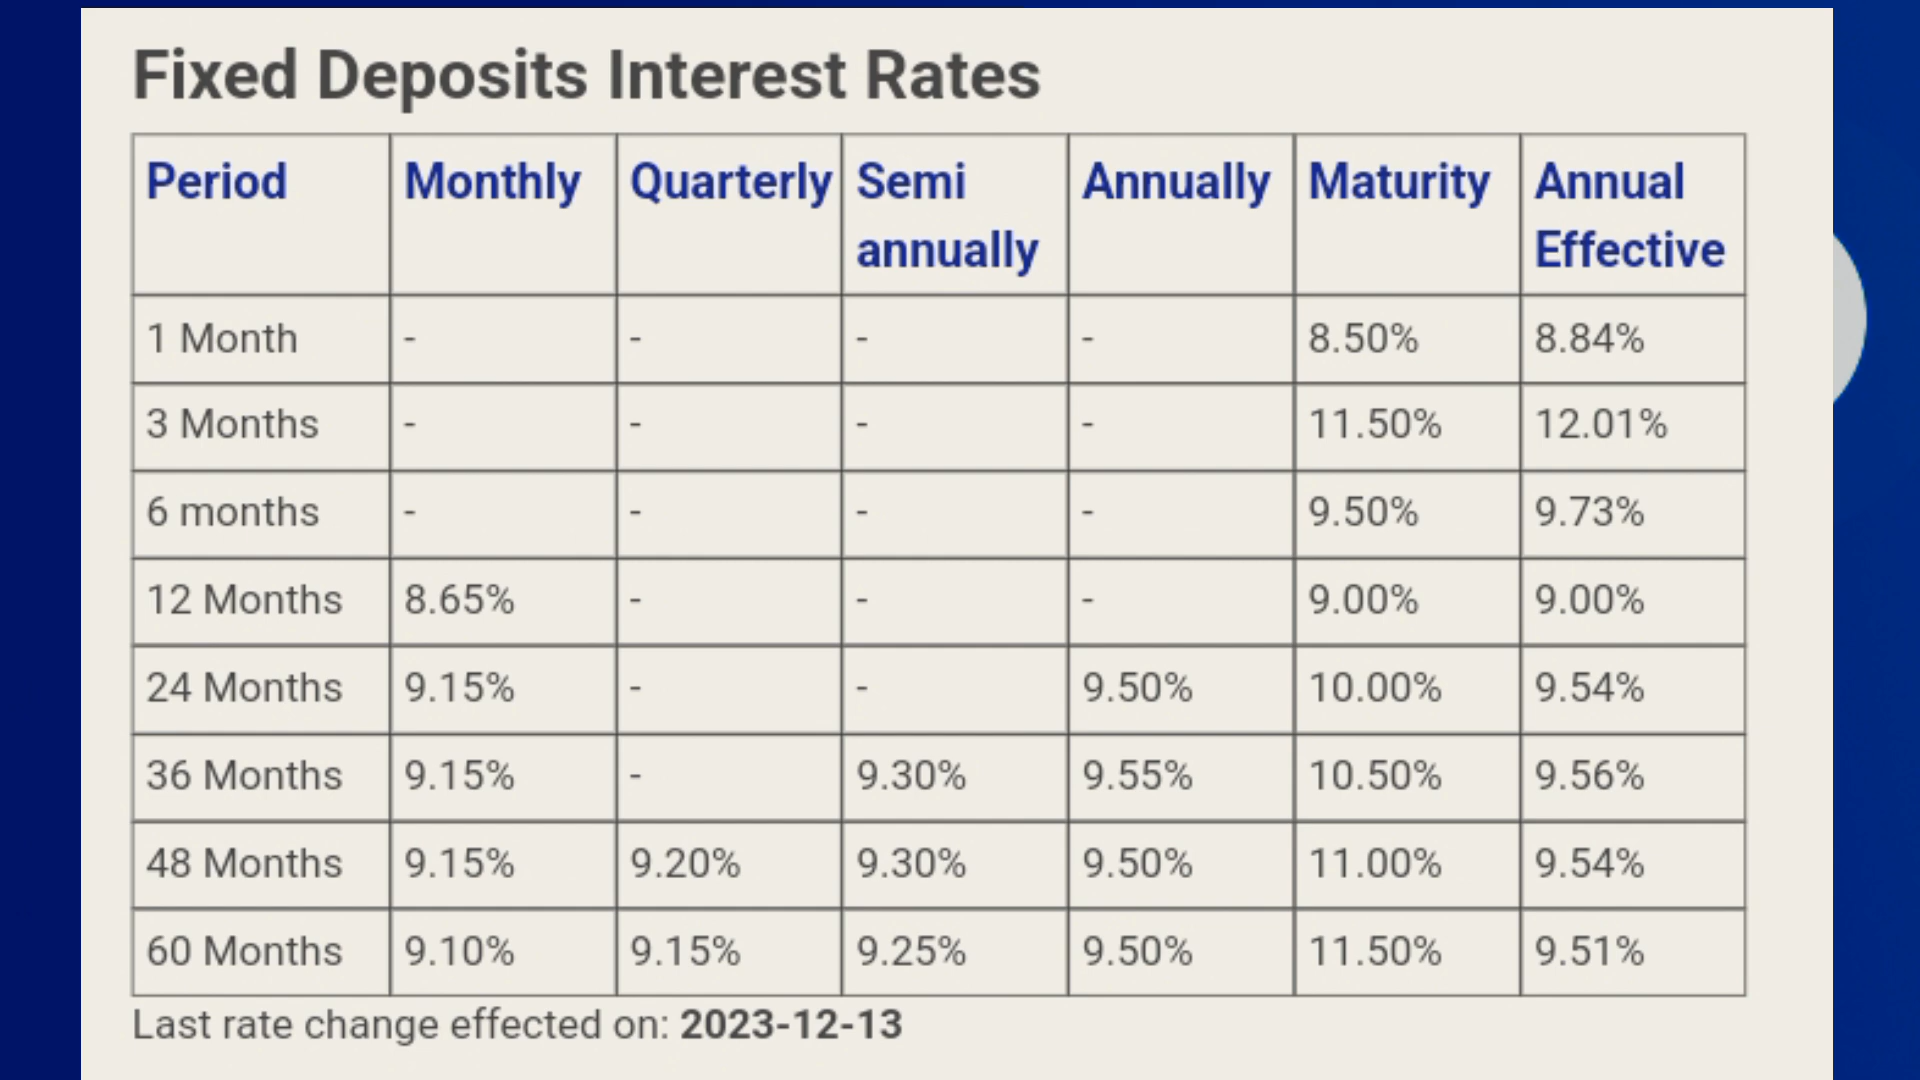 Fixed Deposits Interest Rates
Period Monthly Quarterly Semi annually Annually Maturity Annual Effective
1 Month - - - - 8.50% 8.84%
3 Months - - - - 11.50% 12.01%
6 months - - - - 9.50% 9.73%
12 Months 8.65% - - - 9.00% 9.00%
24 Months 9.15% - - 9.50% 10.00% 9.54%
36 Months 9.15% - 9.30% 9.55% 10.50% 9.56%
48 Months 9.15% 9.20% 9.30% 9.50% 11.00% 9.54%
60 Months 9.10% 9.15% 9.25% 9.50% 11.50% 9.51%
Last rate change effected on: 2023-12-13